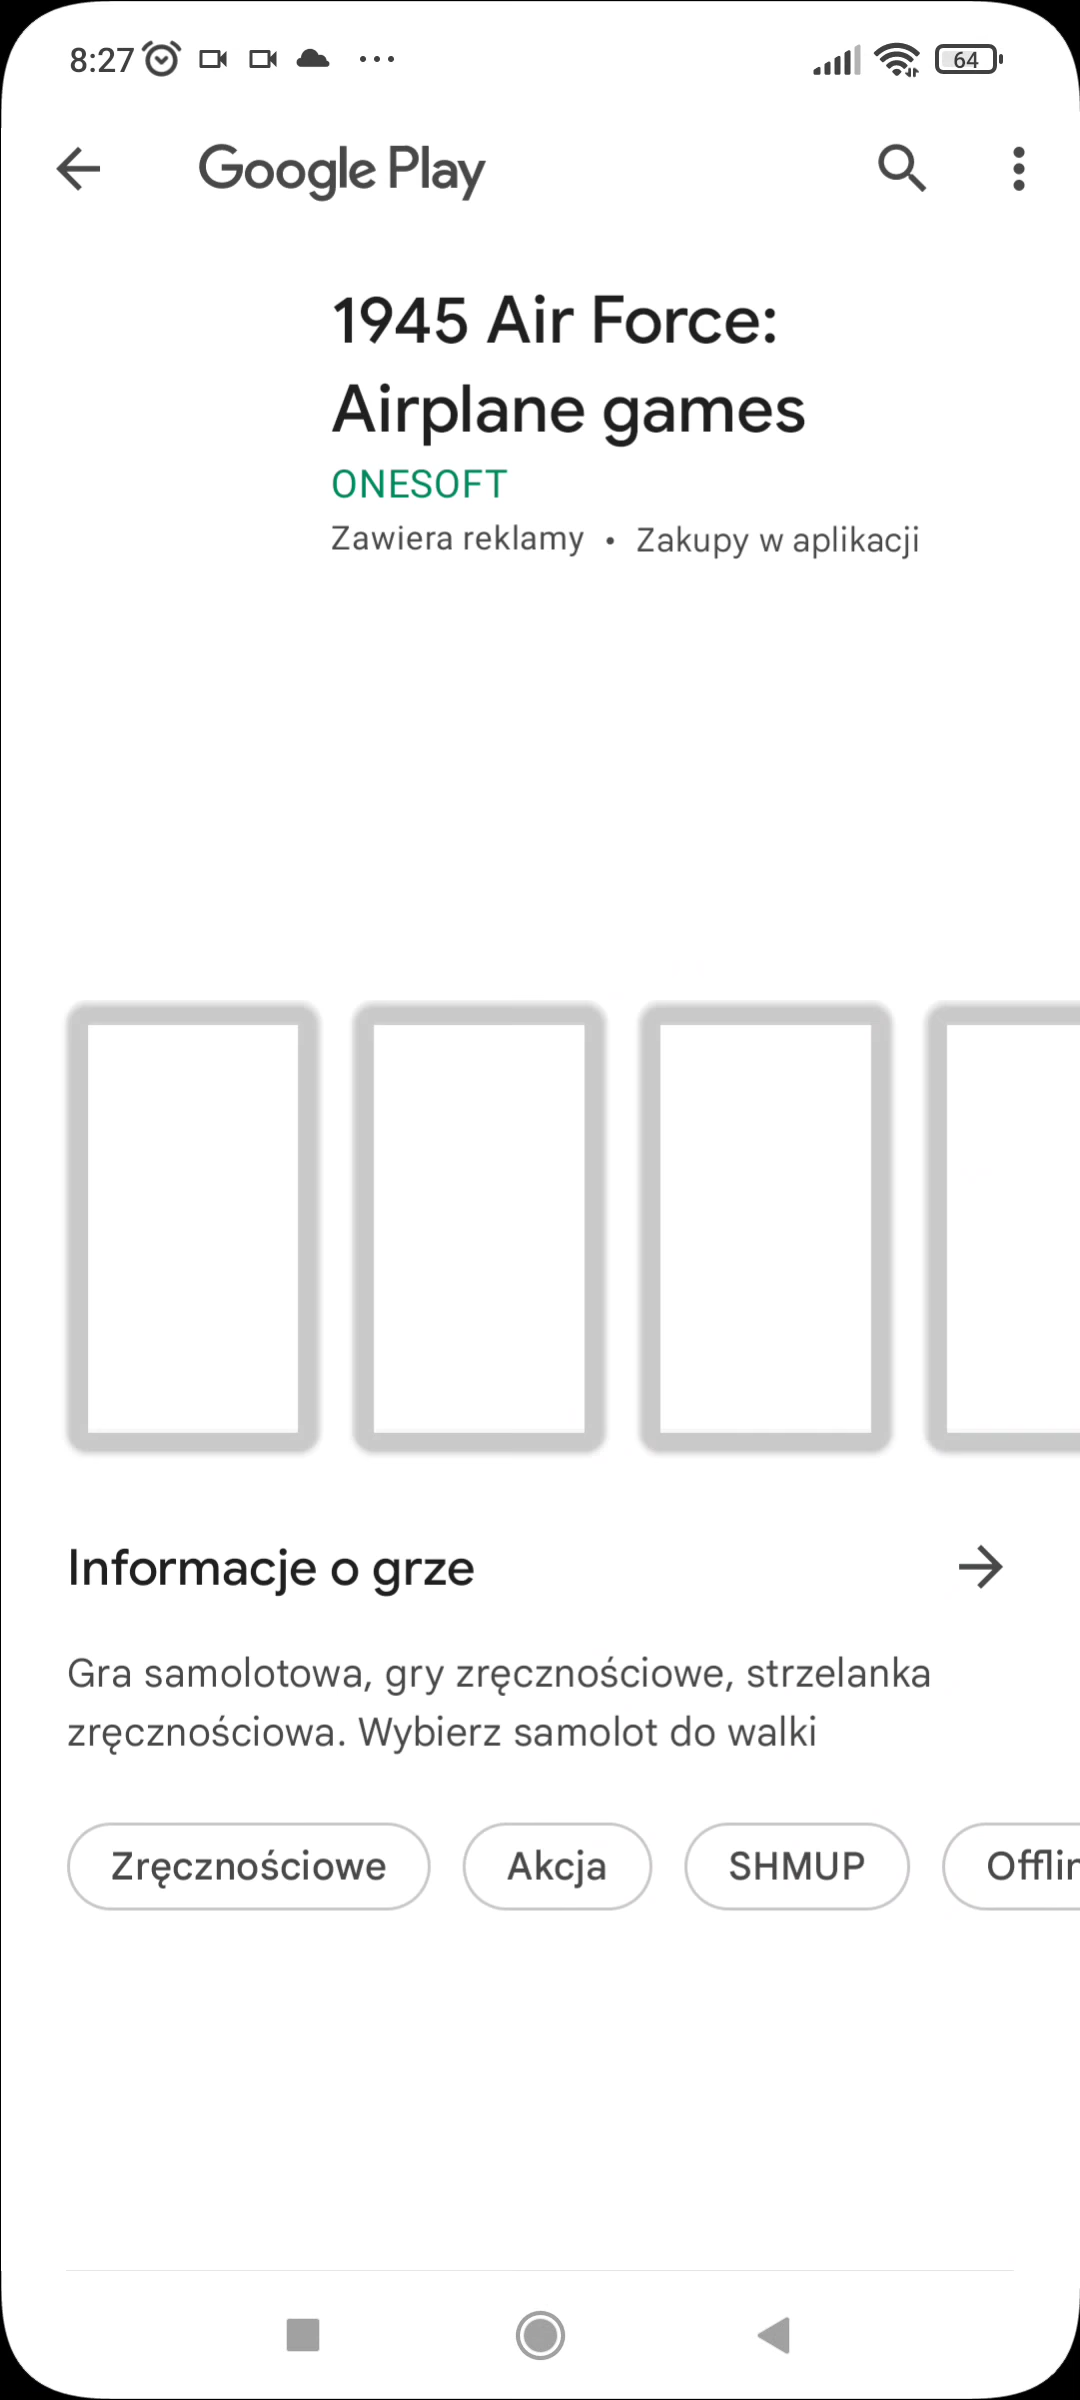 8:27
64
Google Play
1945 Air Force:
Airplane games
ONESOFT
Zawiera reklamy • Zakupy w aplikacji
Informacje o grze
Gra samolotowa, gry zręcznościowe, strzelanka
zręcznościowa. Wybierz samolot do walki
Zręcznościowe
Akcja
SHMUP